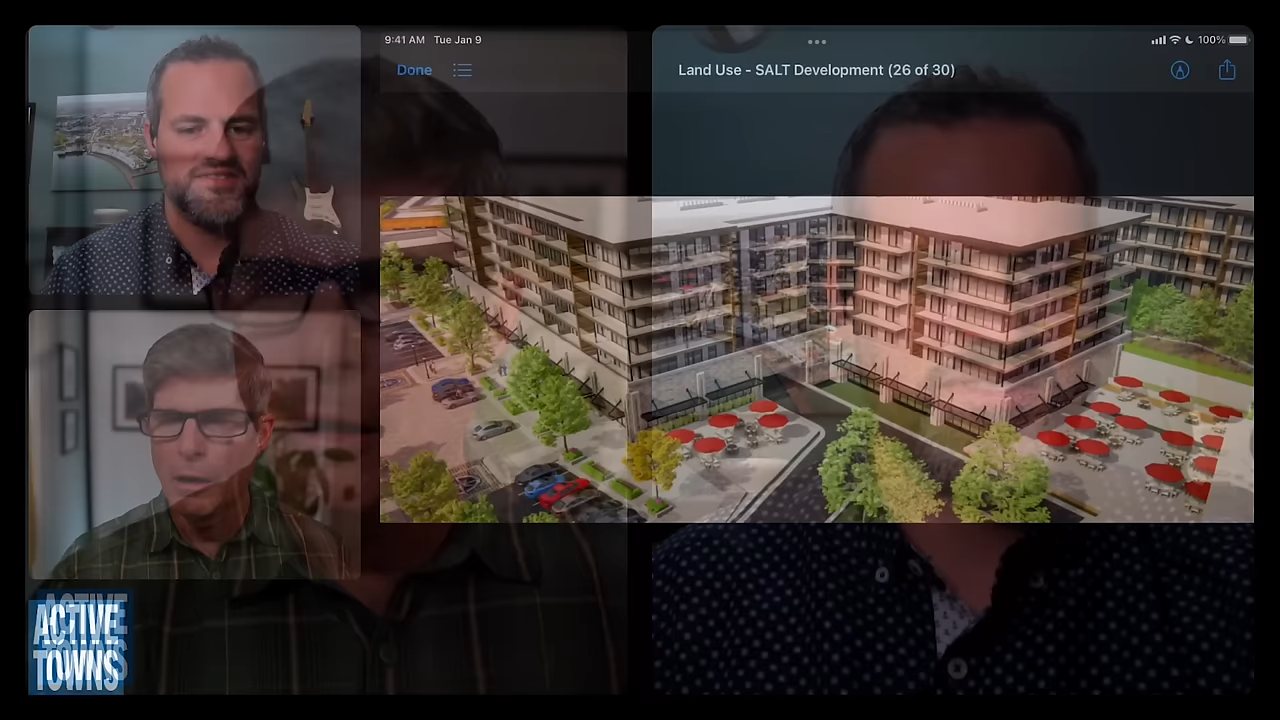 9:41 AM Tue Jan 9
100%
Done
Land Use - SALT Development (26 of 30)
ACTIVE
TOWNS